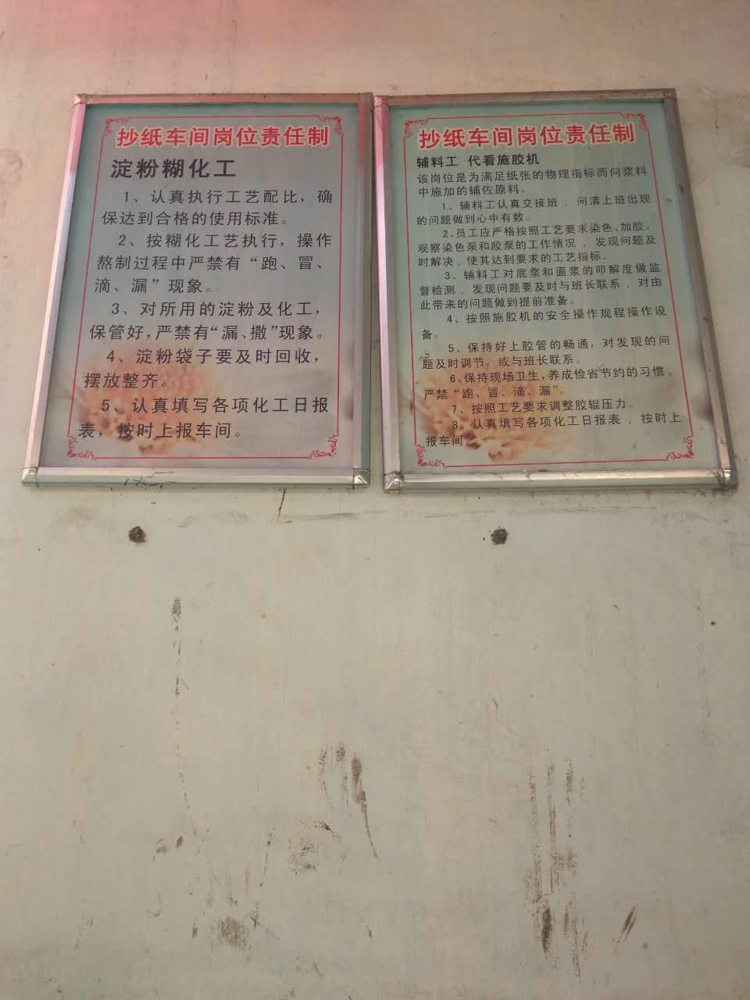 抄纸车间岗位责任制
淀粉糊化工
1、认真执行工艺配比，确
保达到合格的使用标准。
2、按糊化工艺执行，操作
熬制过程中严禁有“跑、冒、
滴、漏”现象。
3、对所用的淀粉及化工，
保管好，严禁有“漏、撒”现象。
4、淀粉袋子要及时回收，
摆放整齐。
5、认真填写各项化工日报
表，按时上报车间。
抄纸车间岗位责任制
辅料工 代看施胶机
该岗位是为满足纸张的物理指标而向浆料
中施加的辅佐原料。
1、辅料工认真交接班，问清上班出现
的问题做到心中有数。
2、员工应严格按照工艺要求染色、加胶、
观察染色泵和胶泵的工作情况，发现问题及
时解决，使其达到要求的工艺指标。
3、辅料工对底浆和面浆的叩解度做监
督检测，发现问题要及时与班长联系，对由
此带来的问题做到提前准备。
4、按照施胶机的安全操作规程操作设
备。
5、保持好上胶管的畅通，对发现的问
题及时调节，或与班长联系。
6、保持现场卫生，养成俭省节约的习惯，
严禁“跑、冒、滴、漏”。
7、按照工艺要求调整胶辊压力。
8、认真填写各项化工日报表，按时上
报车间。